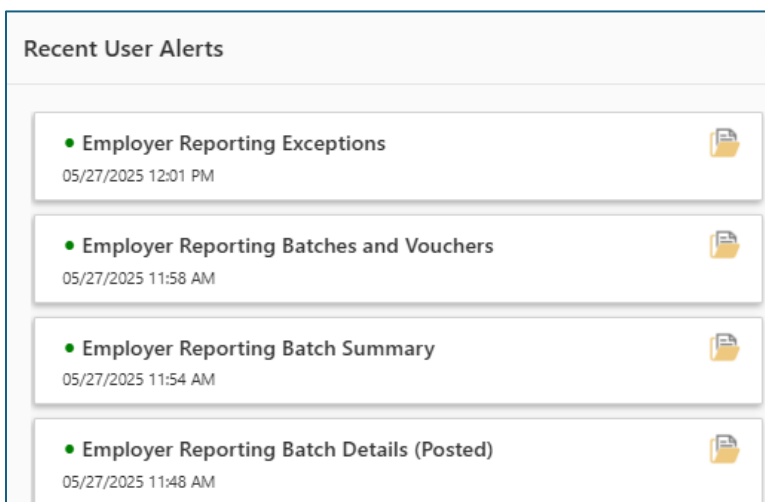 Recent User Alerts
Employer Reporting Exceptions
05/27/2025 12:01 PM
Employer Reporting Batches and Vouchers
05/27/2025 11:58 AM
Employer Reporting Batch Summary
05/27/2025 11:54 AM
Employer Reporting Batch Details (Posted)
05/27/2025 11:48 AM